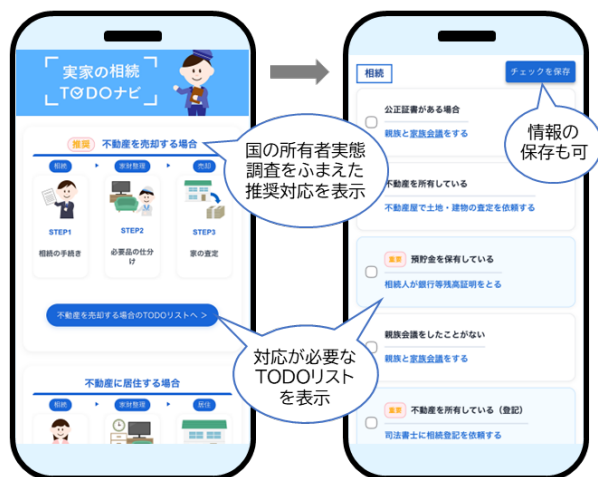 実家の相続
TODOナビ
推奨 不動産を売却する場合
相続 家財整理 売却
STEP1 STEP2 STEP3
相続の手続き 必要品の仕分け 家の査定
不動産を売却する場合のTODOリストへ ＞
不動産に居住する場合
相続 家財整理 居住
国の所有者実態
調査をふまえた
推奨対応を表示
対応が必要な
TODOリスト
を表示
相続
チェックを保存
情報の
保存も可
公正証書がある場合
親族と家族会議をする
不動産を所有している
不動産屋で土地・建物の査定を依頼する
重要 預貯金を保有している
相続人が銀行等残高証明をとる
親族会議をしたことがない
親族と家族会議をする
重要 不動産を所有している（登記）
司法書士に相続登記を依頼する